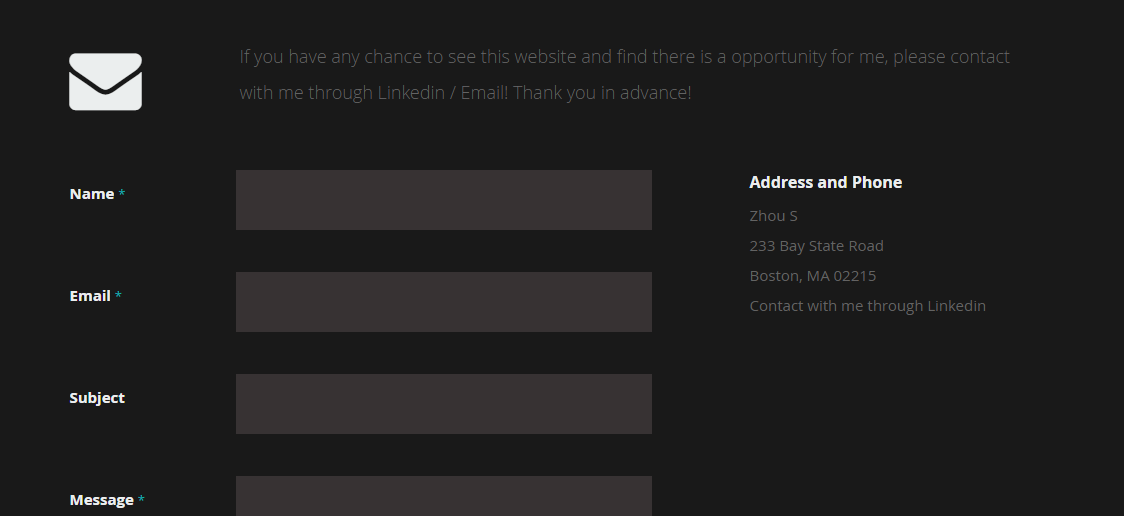 If you have any chance to see this website and find there is a opportunity for me, please contact
with me through Linkedin / Email! Thank you in advance!
Name *
Email *
Subject
Message *
Address and Phone
Zhou S
233 Bay State Road
Boston, MA 02215
Contact with me through Linkedin